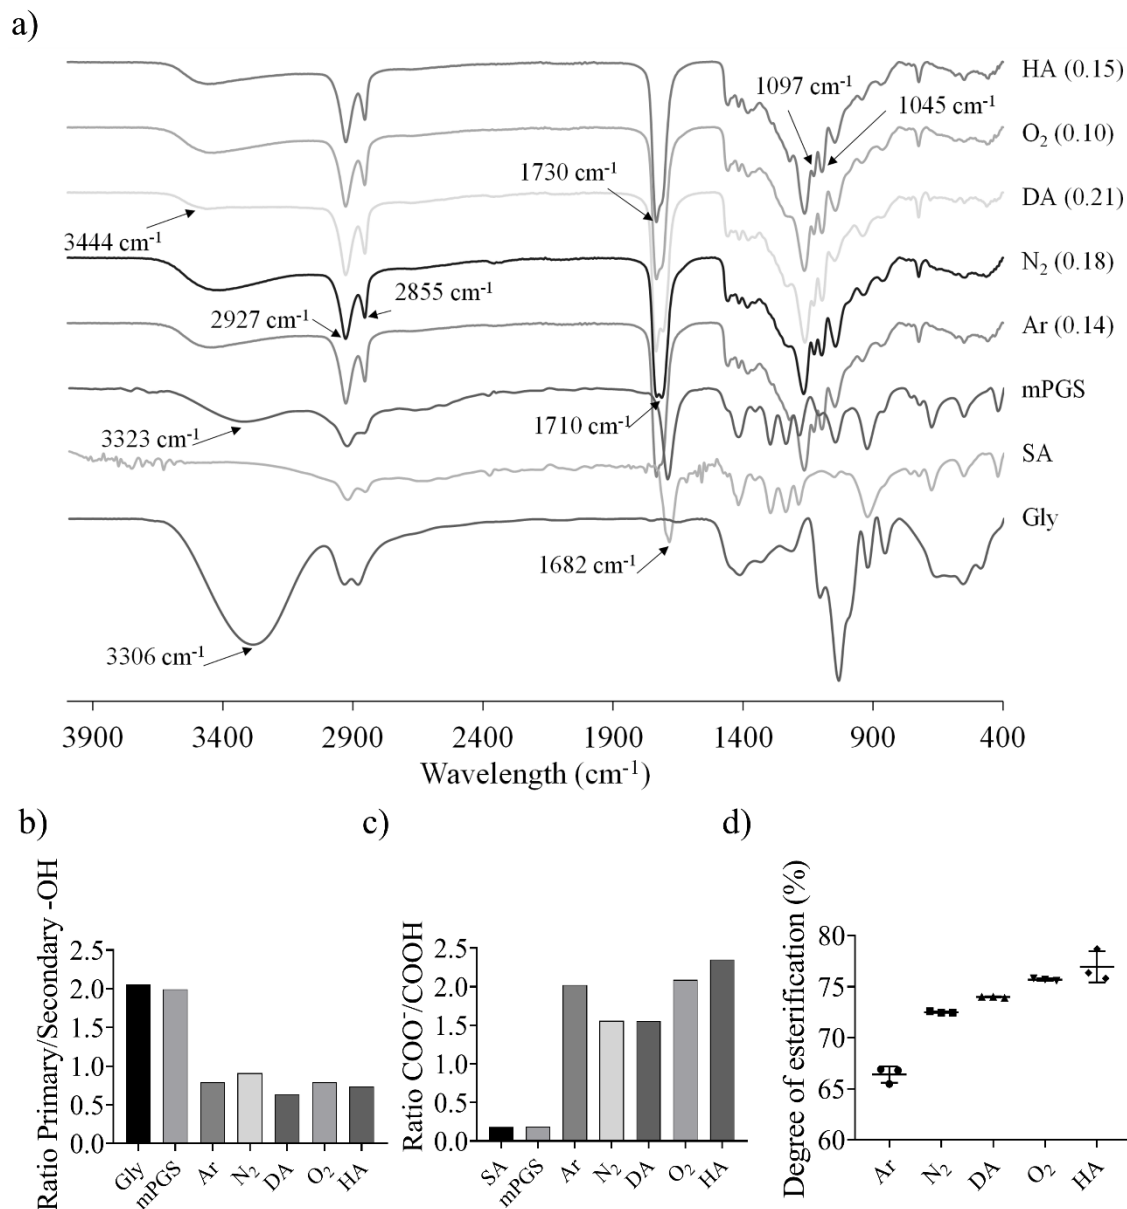 a)
HA (0.15)
1097 cm⁻¹
1045 cm⁻¹
O₂ (0.10)
1730 cm⁻¹
DA (0.21)
3444 cm⁻¹
N₂ (0.18)
2855 cm⁻¹
2927 cm⁻¹
Ar (0.14)
mPGS
3323 cm⁻¹
1710 cm⁻¹
SA
Gly
1682 cm⁻¹
3306 cm⁻¹
3900 3400 2900 2400 1900 1400 900 400
Wavelength (cm⁻¹)
b)
Ratio Primary/Secondary -OH
2.5
2.0
1.5
1.0
0.5
0.0
Gly mPGS Ar N₂ DA O₂ HA
c)
Ratio COO⁻/COOH
2.5
2.0
1.5
1.0
0.5
0.0
SA mPGS Ar N₂ DA O₂ HA
d)
Degree of esterification (%)
80
75
70
65
60
Ar N₂ DA O₂ HA